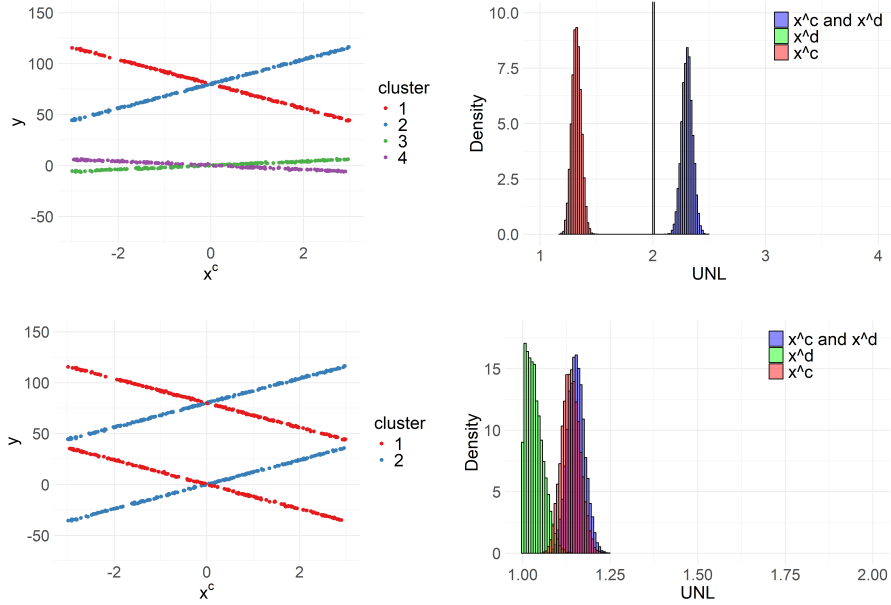 150
100
50
0
-50
y
-2
0
2
x^c
cluster
1
2
3
4
10.0
7.5
5.0
2.5
0.0
Density
1
2
3
4
UNL
x^c and x^d
x^d
x^c
150
100
50
0
-50
y
-2
0
2
x^c
cluster
1
2
15
10
5
0
Density
1.00
1.25
1.50
1.75
2.00
UNL
x^c and x^d
x^d
x^c